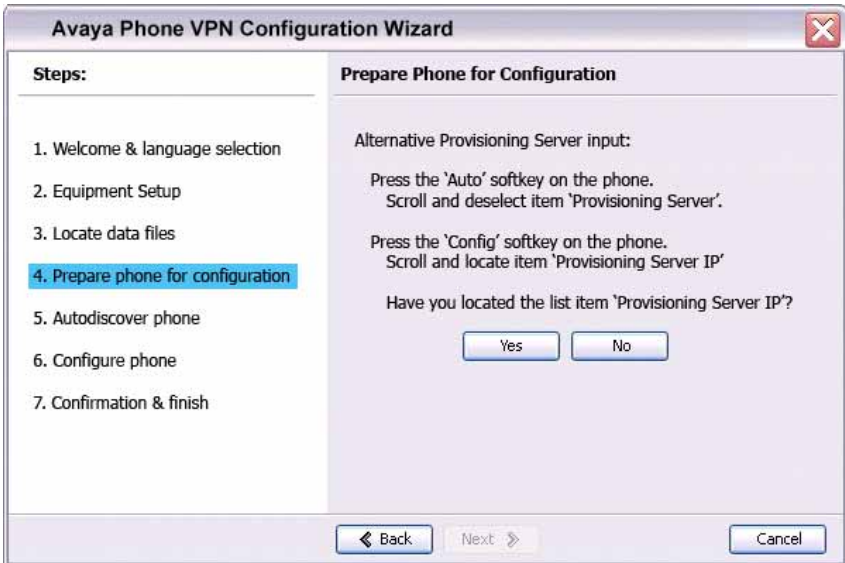 Avaya Phone VPN Configuration Wizard
Steps:
1. Welcome & language selection
2. Equipment Setup
3. Locate data files
4. Prepare phone for configuration
5. Autodiscover phone
6. Configure phone
7. Confirmation & finish
Prepare Phone for Configuration
Alternative Provisioning Server input:
Press the ‘Auto’ softkey on the phone.
Scroll and deselect item ‘Provisioning Server’.
Press the ‘Config’ softkey on the phone.
Scroll and locate item ‘Provisioning Server IP’
Have you located the list item ‘Provisioning Server IP’?
Yes
No
Back
Next
Cancel